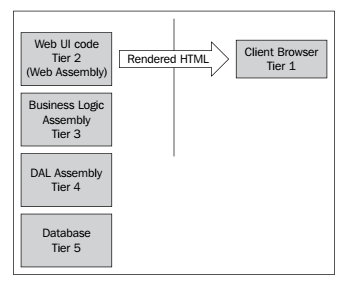 Web UI code
Tier 2
(Web Assembly)
Rendered HTML
Client Browser
Tier 1
Business Logic
Assembly
Tier 3
DAL Assembly
Tier 4
Database
Tier 5